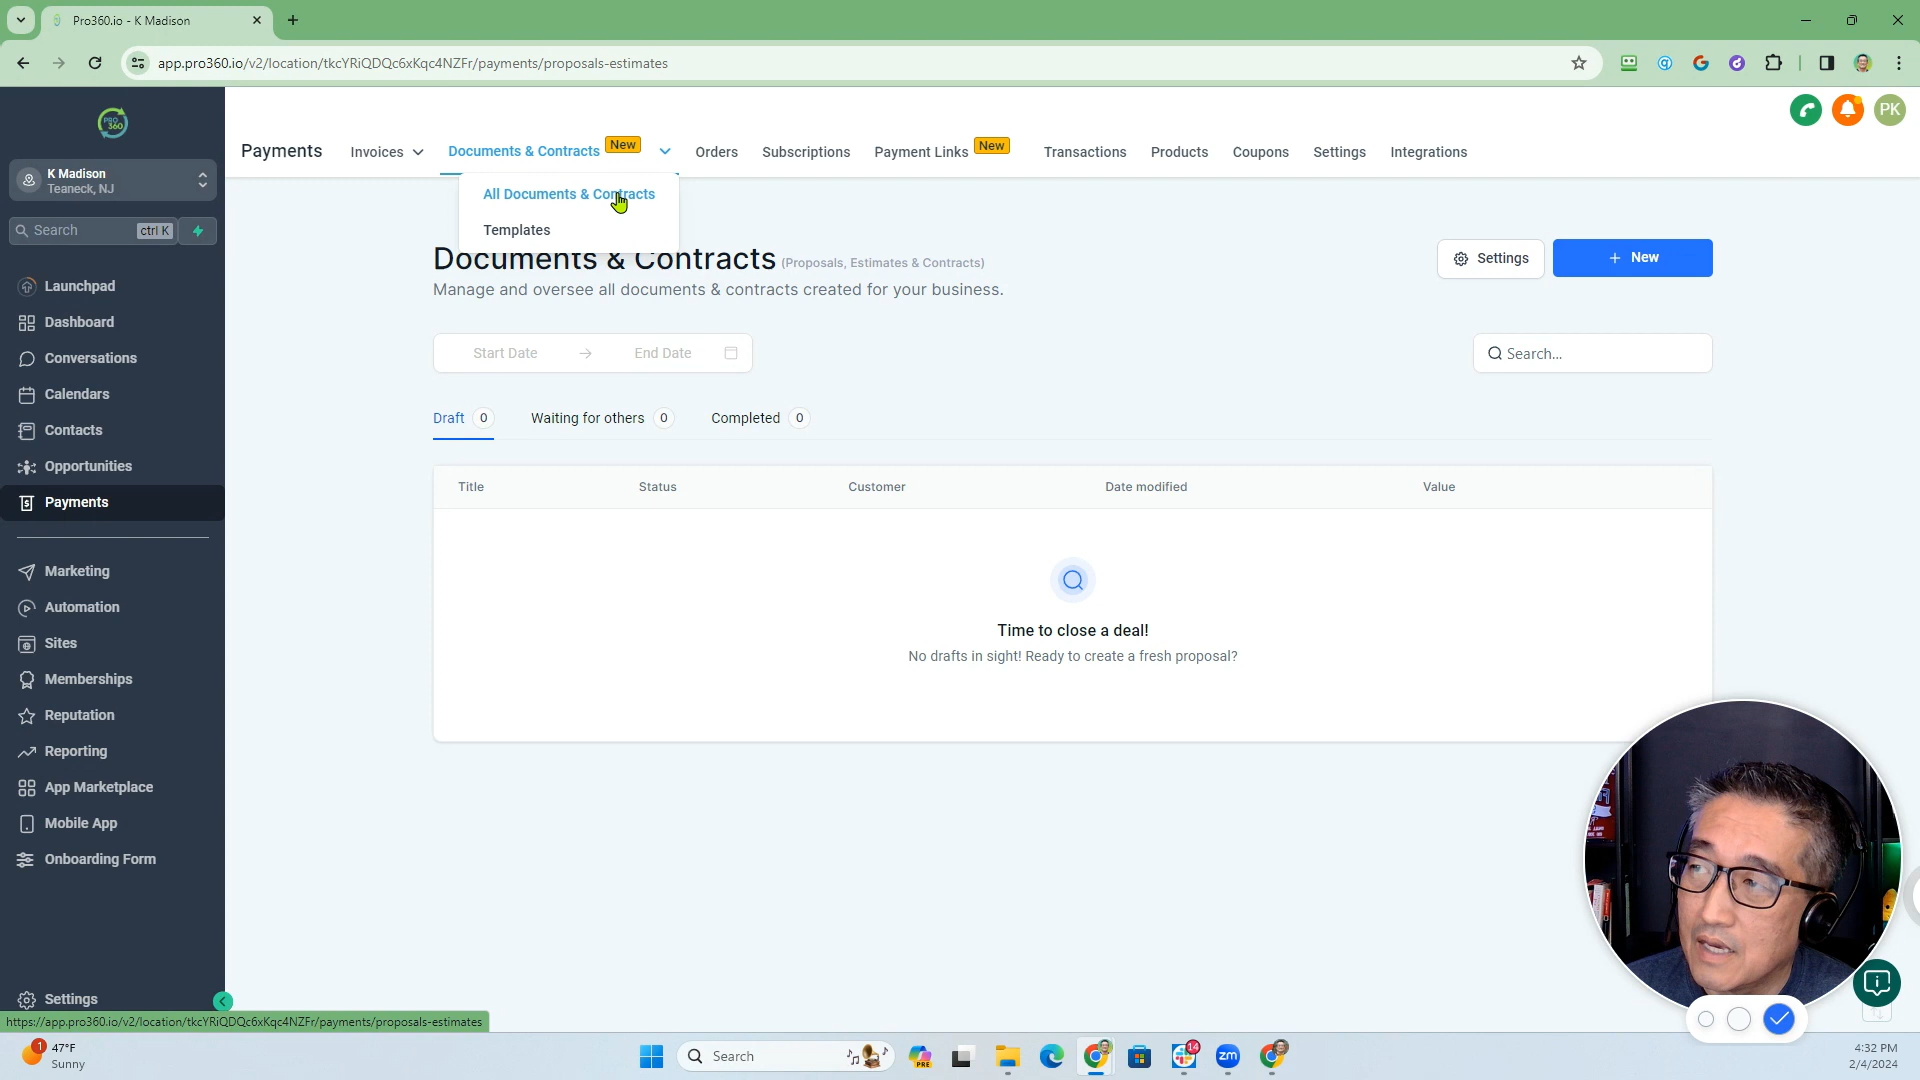 Pro360.io - K Madison
app.pro360.io/v2/location/tkcYRiQDQc6xKqc4NZFr/payments/proposals-estimates
PRO
360
PK
K Madison
Teaneck, NJ
Search
ctrl K
Launchpad
Dashboard
Conversations
Calendars
Contacts
Opportunities
Payments
Marketing
Automation
Sites
Memberships
Reputation
Reporting
App Marketplace
Mobile App
Onboarding Form
Settings
Payments
Invoices
Documents & Contracts New
Orders
Subscriptions
Payment Links New
Transactions
Products
Coupons
Settings
Integrations
All Documents & Contracts
Templates
Documents & Contracts (Proposals, Estimates & Contracts)
Manage and oversee all documents & contracts created for your business.
Settings
+ New
Start Date → End Date
Search...
Draft 0
Waiting for others 0
Completed 0
Title Status Customer Date modified Value
Time to close a deal!
No drafts in sight! Ready to create a fresh proposal?
https://app.pro360.io/v2/location/tkcYRiQDQc6xKqc4NZFr/payments/proposals-estimates
1
47°F
Sunny
Search
PRE
14
zm
4:32 PM
2/4/2024